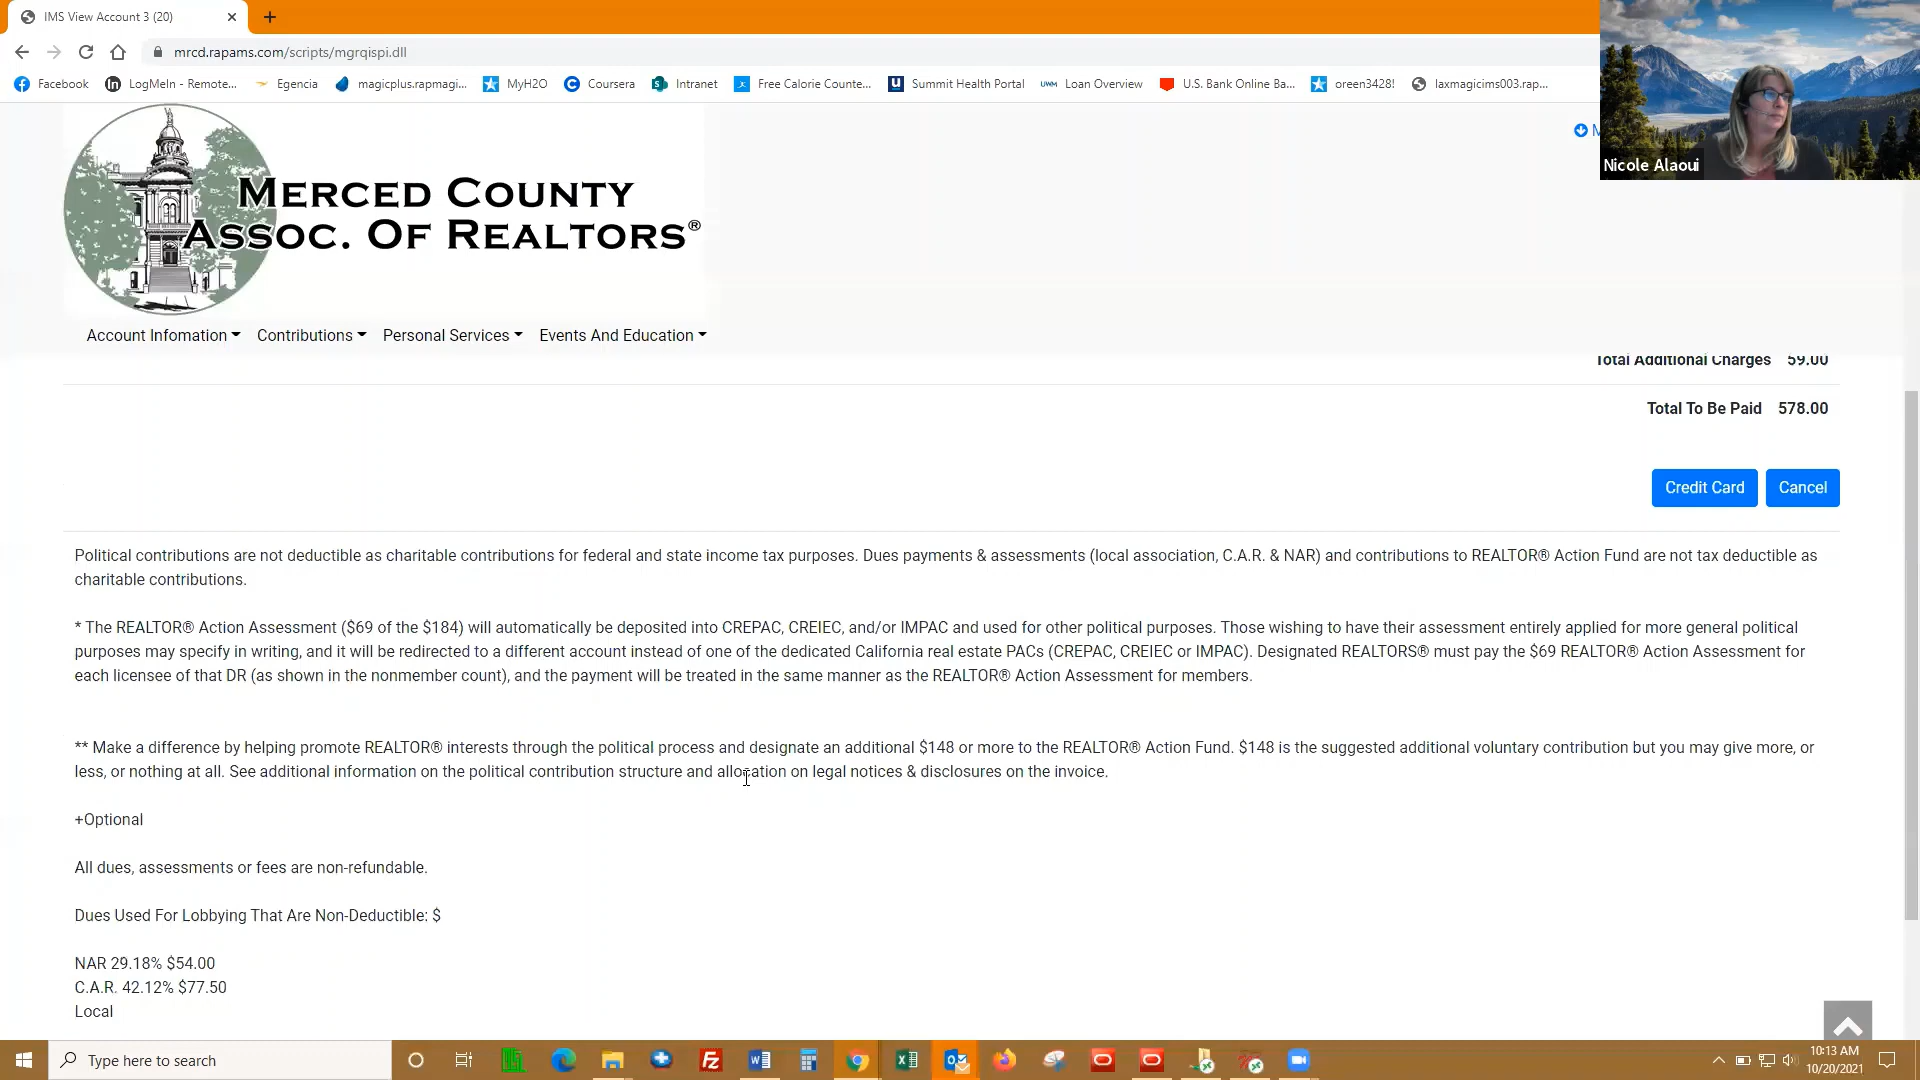 IMS View Account 3 (20)
mrcd.rapams.com/scripts/mgrqispi.dll
Facebook
LogMeIn - Remote...
Egencia
magicplus.rapmagi...
MyH2O
Coursera
Intranet
Free Calorie Counte...
Summit Health Portal
Loan Overview
U.S. Bank Online Ba...
oreen3428!
laxmagicims003.rap...
Nicole Alaoui
MERCED COUNTY
ASSOC. OF REALTORS®
Account Infomation
Contributions
Personal Services
Events And Education
Total Additional Charges 59.00
Total To Be Paid 578.00
Credit Card
Cancel
Political contributions are not deductible as charitable contributions for federal and state income tax purposes. Dues payments & assessments (local association, C.A.R. & NAR) and contributions to REALTOR® Action Fund are not tax deductible as
charitable contributions.
* The REALTOR® Action Assessment ($69 of the $184) will automatically be deposited into CREPAC, CREIEC, and/or IMPAC and used for other political purposes. Those wishing to have their assessment entirely applied for more general political
purposes may specify in writing, and it will be redirected to a different account instead of one of the dedicated California real estate PACs (CREPAC, CREIEC or IMPAC). Designated REALTORS® must pay the $69 REALTOR® Action Assessment for
each licensee of that DR (as shown in the nonmember count), and the payment will be treated in the same manner as the REALTOR® Action Assessment for members.
** Make a difference by helping promote REALTOR® interests through the political process and designate an additional $148 or more to the REALTOR® Action Fund. $148 is the suggested additional voluntary contribution but you may give more, or
less, or nothing at all. See additional information on the political contribution structure and allocation on legal notices & disclosures on the invoice.
+Optional
All dues, assessments or fees are non-refundable.
Dues Used For Lobbying That Are Non-Deductible: $
NAR 29.18% $54.00
C.A.R. 42.12% $77.50
Local
Type here to search
10:13 AM
10/20/2021